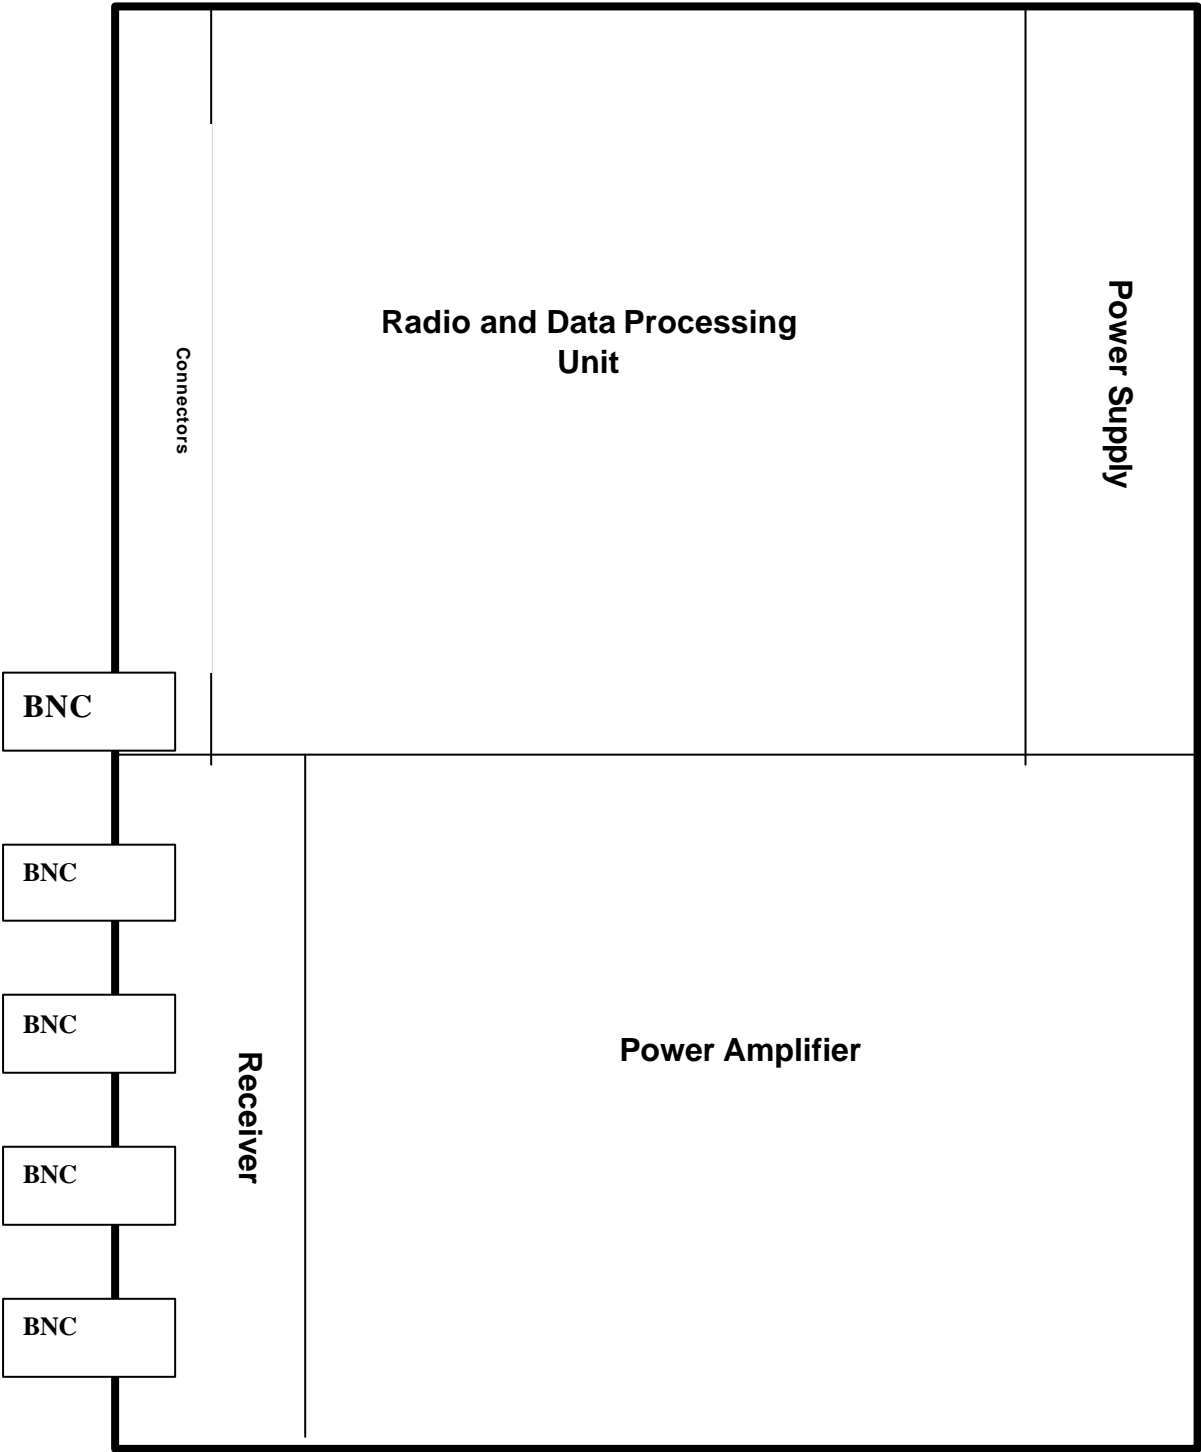 Radio and Data Processing
Unit
Power Supply
Connectors
BNC
BNC
BNC
Power Amplifier
Receiver
BNC
BNC